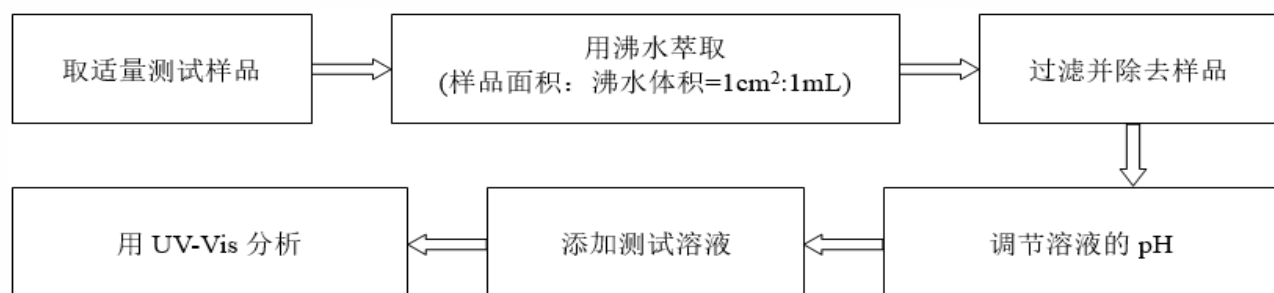 取适量测试样品
用沸水萃取
(样品面积：沸水体积=1cm²:1mL)
过滤并除去样品
调节溶液的 pH
添加测试溶液
用 UV-Vis 分析